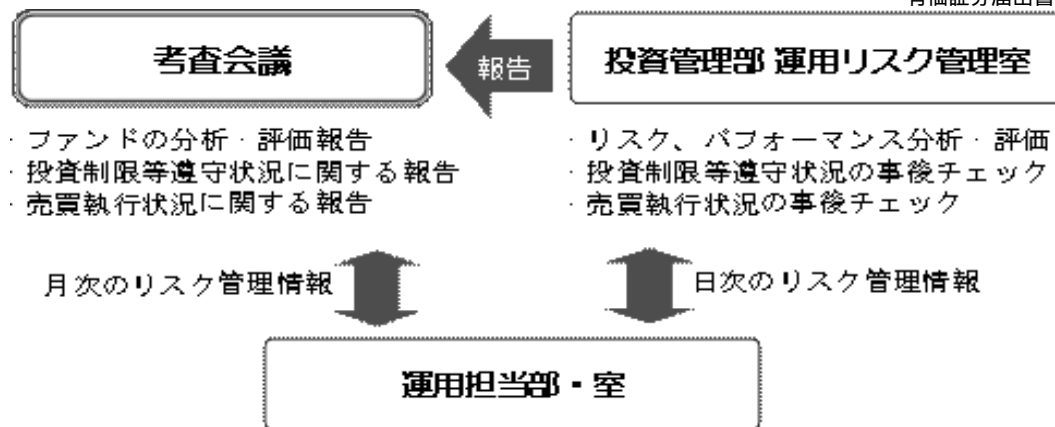 考査会議
報告
投資管理部 運用リスク管理室
・ファンドの分析・評価報告
・投資制限等遵守状況に関する報告
・売買執行状況に関する報告
・リスク、パフォーマンス分析・評価
・投資制限等遵守状況の事後チェック
・売買執行状況の事後チェック
月次のリスク管理情報
日次のリスク管理情報
運用担当部・室